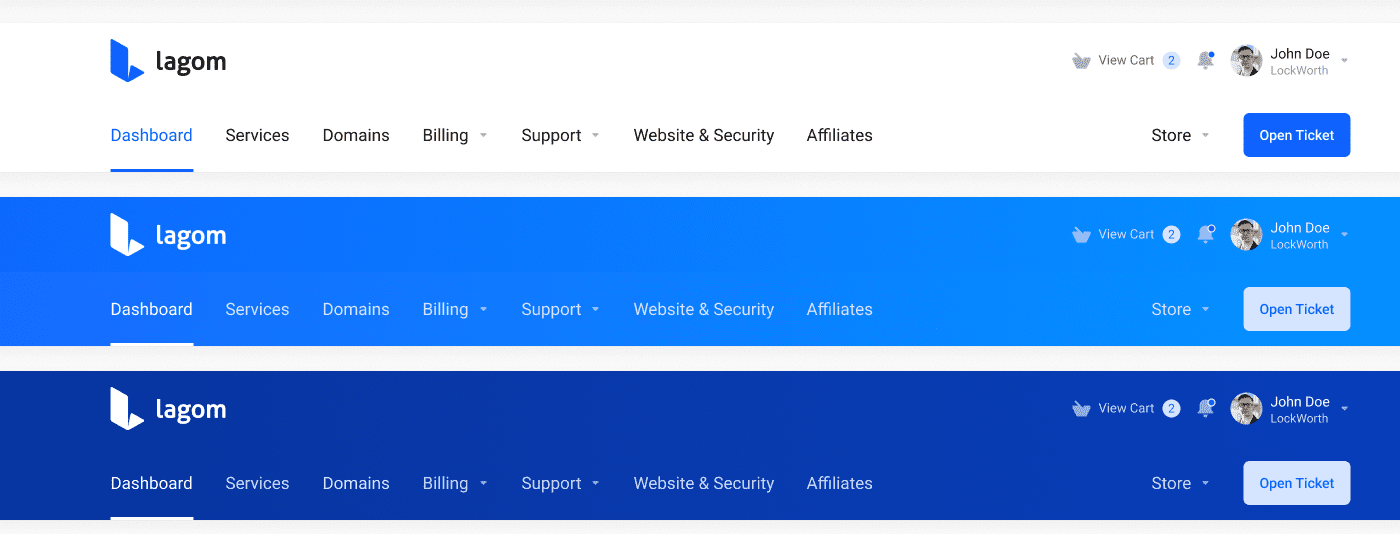 lagom
View Cart 2 John Doe
LockWorth
Dashboard Services Domains Billing Support Website & Security Affiliates Store Open Ticket
lagom
View Cart 2 John Doe
LockWorth
Dashboard Services Domains Billing Support Website & Security Affiliates Store Open Ticket
lagom
View Cart 2 John Doe
LockWorth
Dashboard Services Domains Billing Support Website & Security Affiliates Store Open Ticket